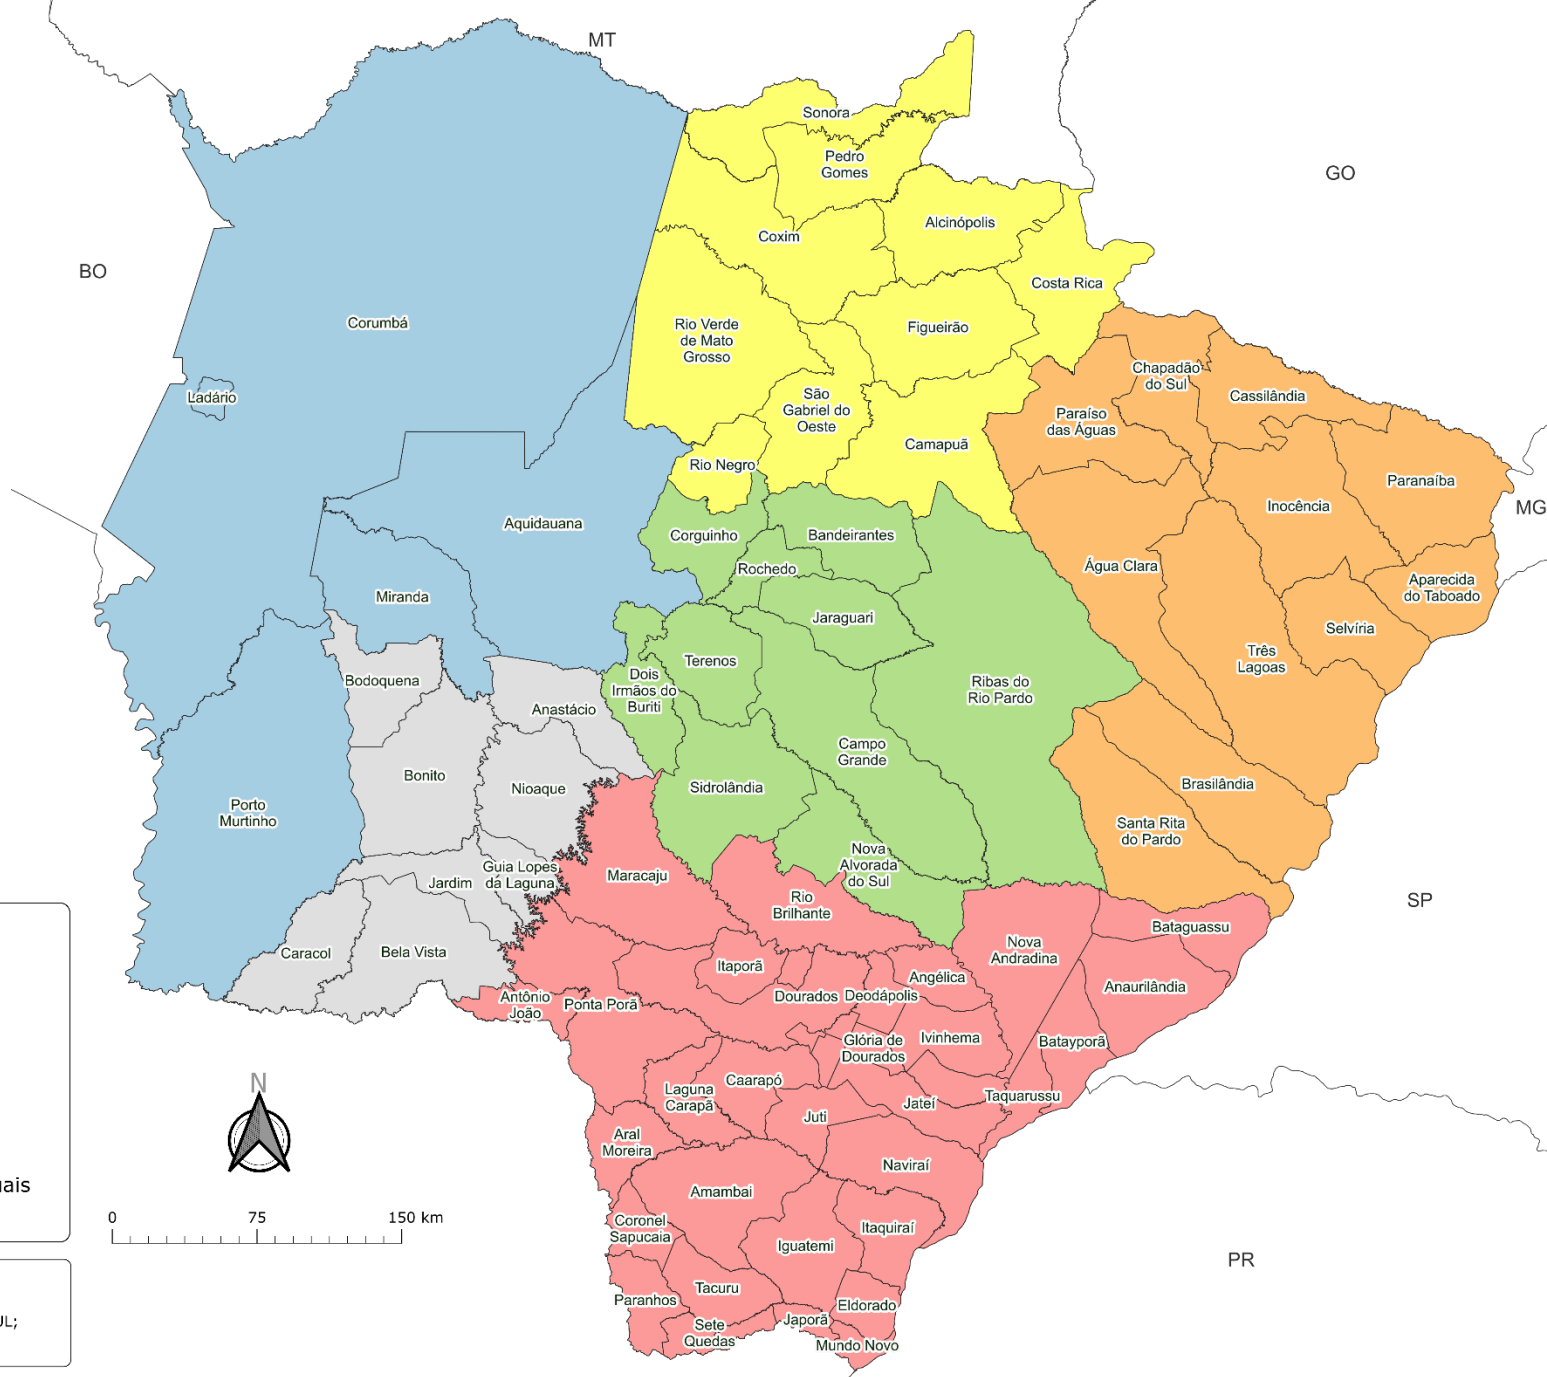 MT
Sonora
Pedro
Gomes
GO
Alcinópolis
Coxim
BO
Costa Rica
Corumbá
Rio Verde
de Mato
Grosso
Figueirão
Chapadão
do Sul
Ladário
São
Gabriel do
Oeste
Cassilândia
Paraíso
das Águas
Camapuã
Rio Negro
Paranaíba
Inocência
MG
Aquidauana
Corguinho
Bandeirantes
Rochedo
Água Clara
Aparecida
do Taboado
Miranda
Jaraguari
Selvíria
Três
Lagoas
Terenos
Bodoquena
Dois
Irmãos do
Buriti
Ribas do
Rio Pardo
Anastácio
Campo
Grande
Bonito
Nioaque
Sidrolândia
Brasilândia
Porto
Murtinho
Santa Rita
do Pardo
Nova
Alvorada
do Sul
Guia Lopes
da Laguna
Jardim
Maracaju
Rio
Brilhante
SP
Bataguassu
Caracol
Bela Vista
Nova
Andradina
Itaporã
Angélica
Anaurilândia
Antônio
João
Ponta Porã
Dourados
Deodápolis
Glória de
Dourados
Ivinhema
Batayporã
N
Laguna
Carapã
Caarapó
Jateí
Taquarussu
Juti
Aral
Moreira
Naviraí
uais
Amambai
0 75 150 km
Coronel
Sapucaia
Itaquiraí
Iguatemi
PR
Tacuru
Paranhos
Eldorado
UL;
Sete
Quedas
Japorã
Mundo Novo